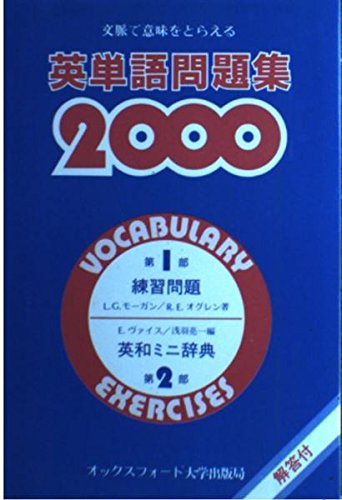 文脈で意味をとらえる
英単語問題集
2000
VOCABULARY
第1部
練習問題
L.G.モーガン/R.E.オグレン著
E.ヴァイス/浅羽亮一編
英和ミニ辞典
第2部
EXERCISES
解答付
オックスフォード大学出版局